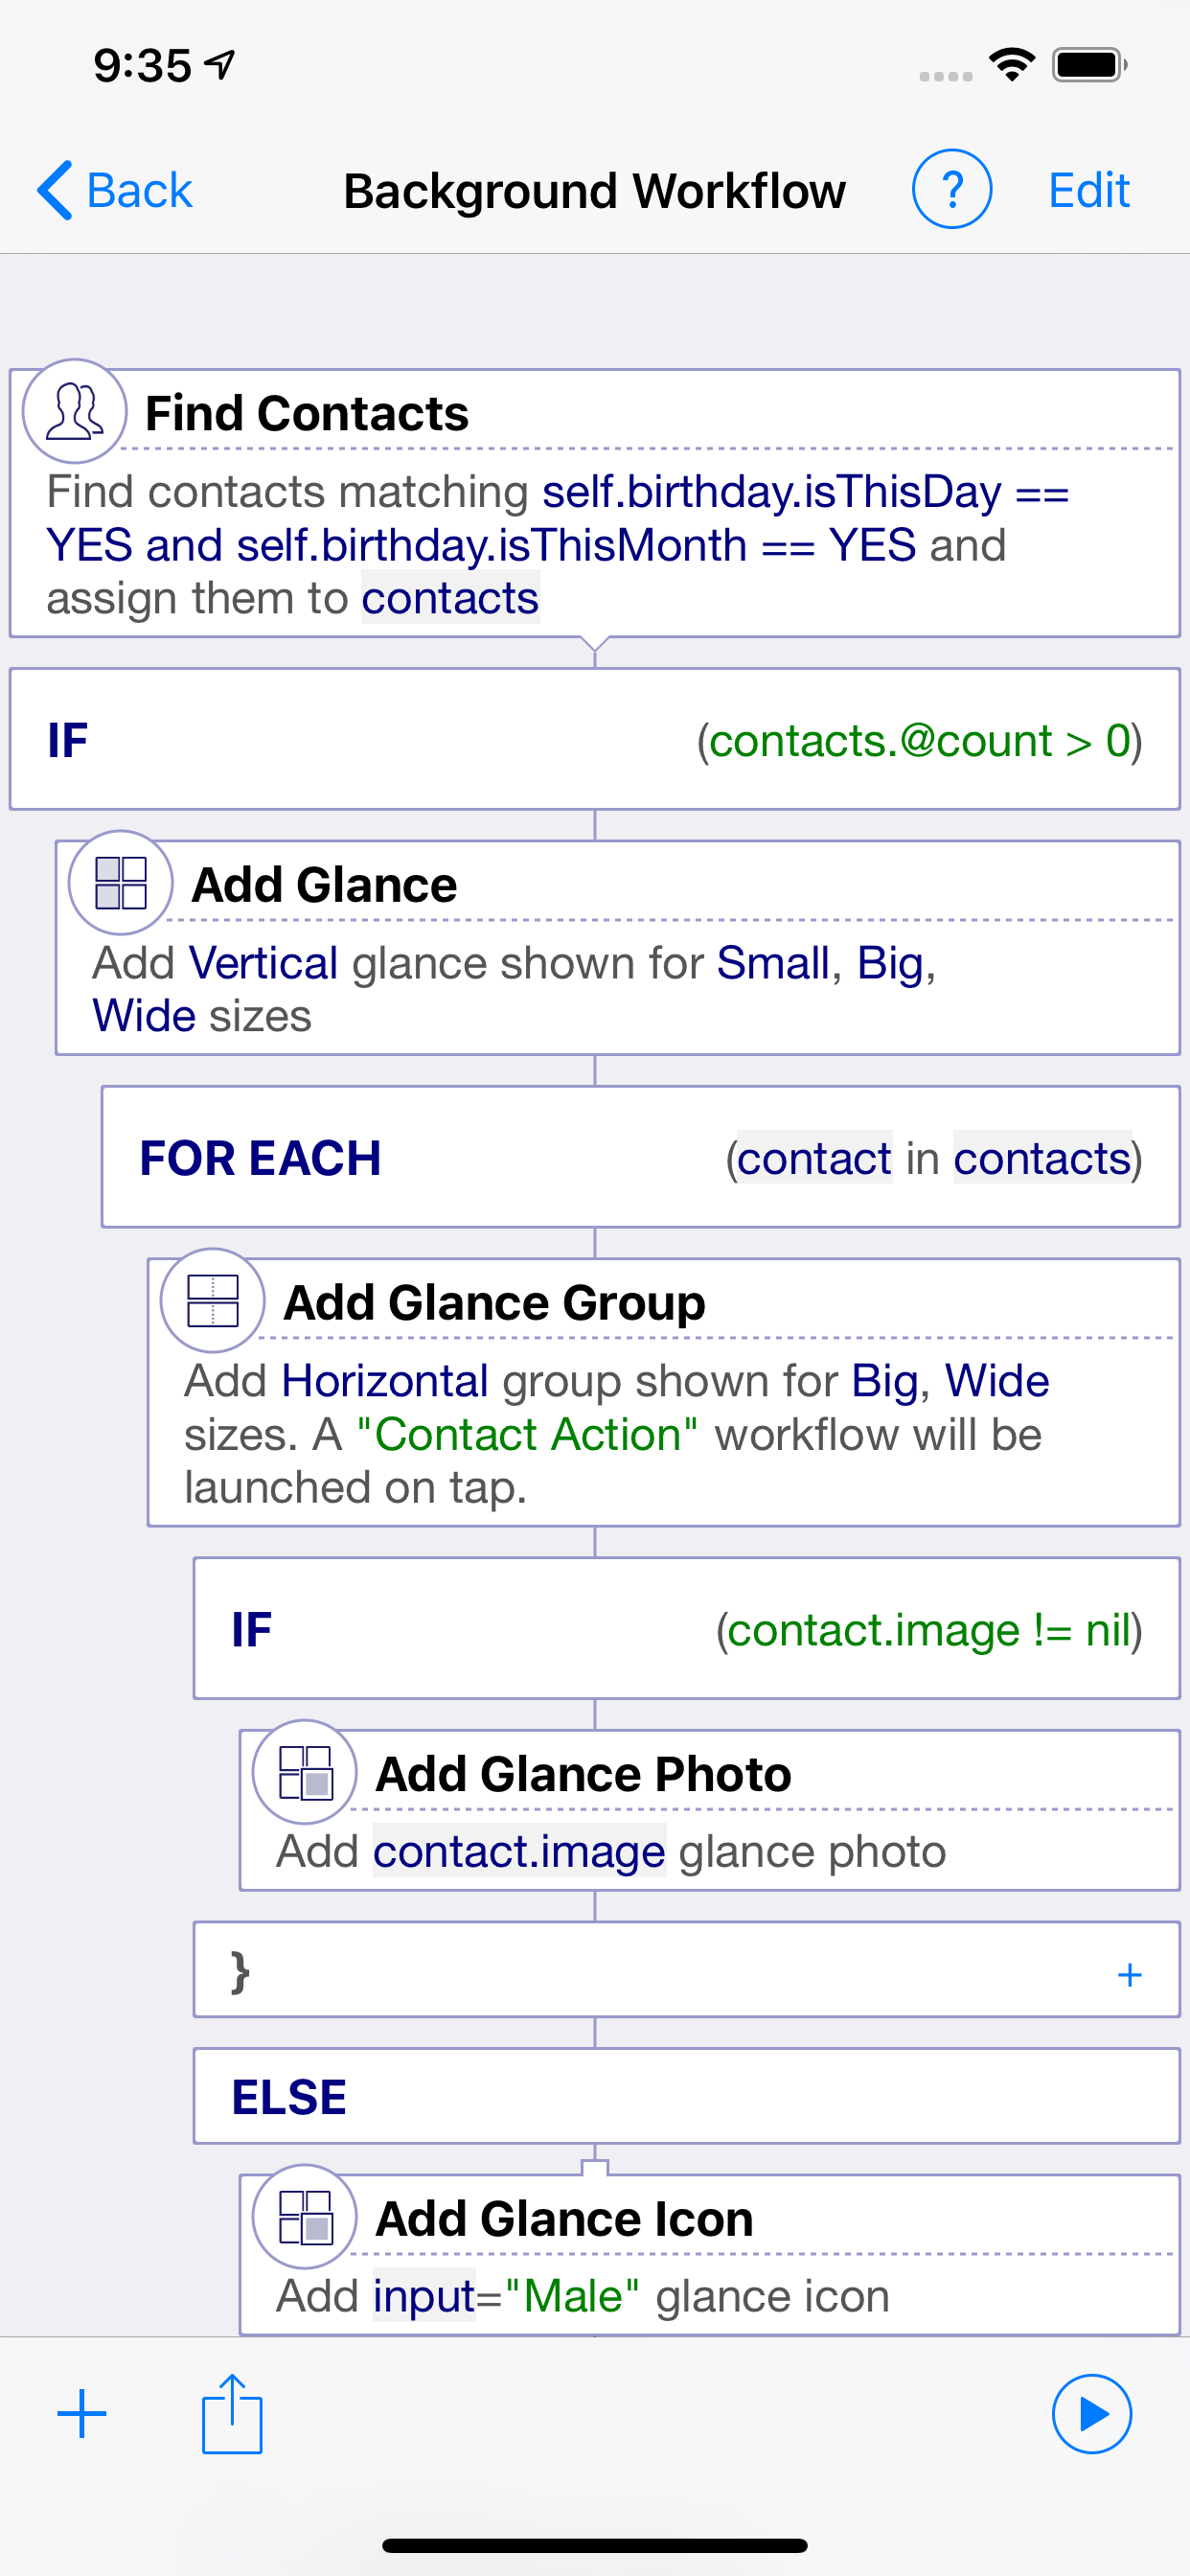 9:35
Back
Background Workflow
?
Edit
Find Contacts
Find contacts matching self.birthday.isThisDay ==
YES and self.birthday.isThisMonth == YES and
assign them to contacts
IF
(contacts.@count > 0)
Add Glance
Add Vertical glance shown for Small, Big,
Wide sizes
FOR EACH
(contact in contacts)
Add Glance Group
Add Horizontal group shown for Big, Wide
sizes. A "Contact Action" workflow will be
launched on tap.
IF
(contact.image != nil)
Add Glance Photo
Add contact.image glance photo
}
+
ELSE
Add Glance Icon
Add input="Male" glance icon